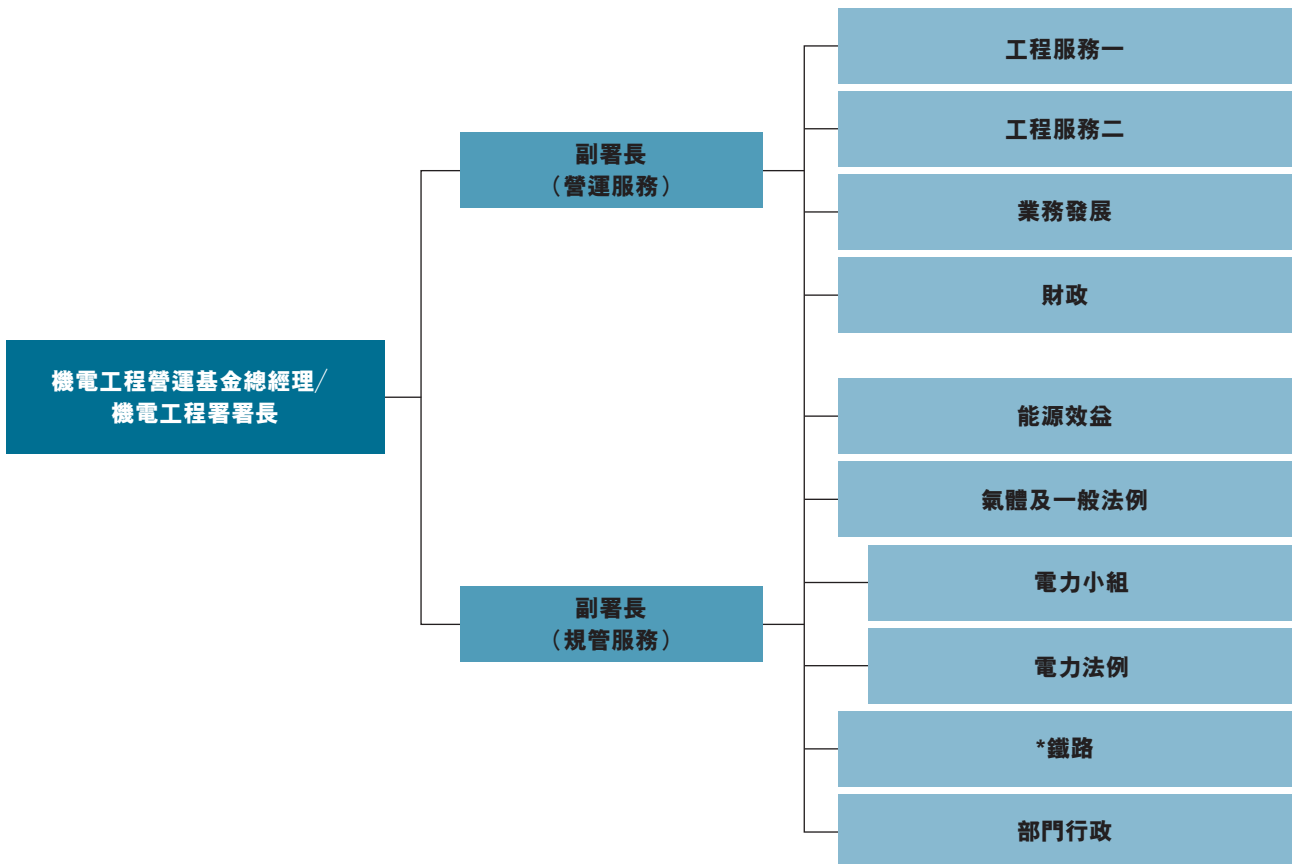 工程服務一
工程服務二
副署長
（營運服務）
業務發展
財政
機電工程營運基金總經理/
機電工程署署長
能源效益
氣體及一般法例
電力小組
副署長
（規管服務）
電力法例
*鐵路
部門行政